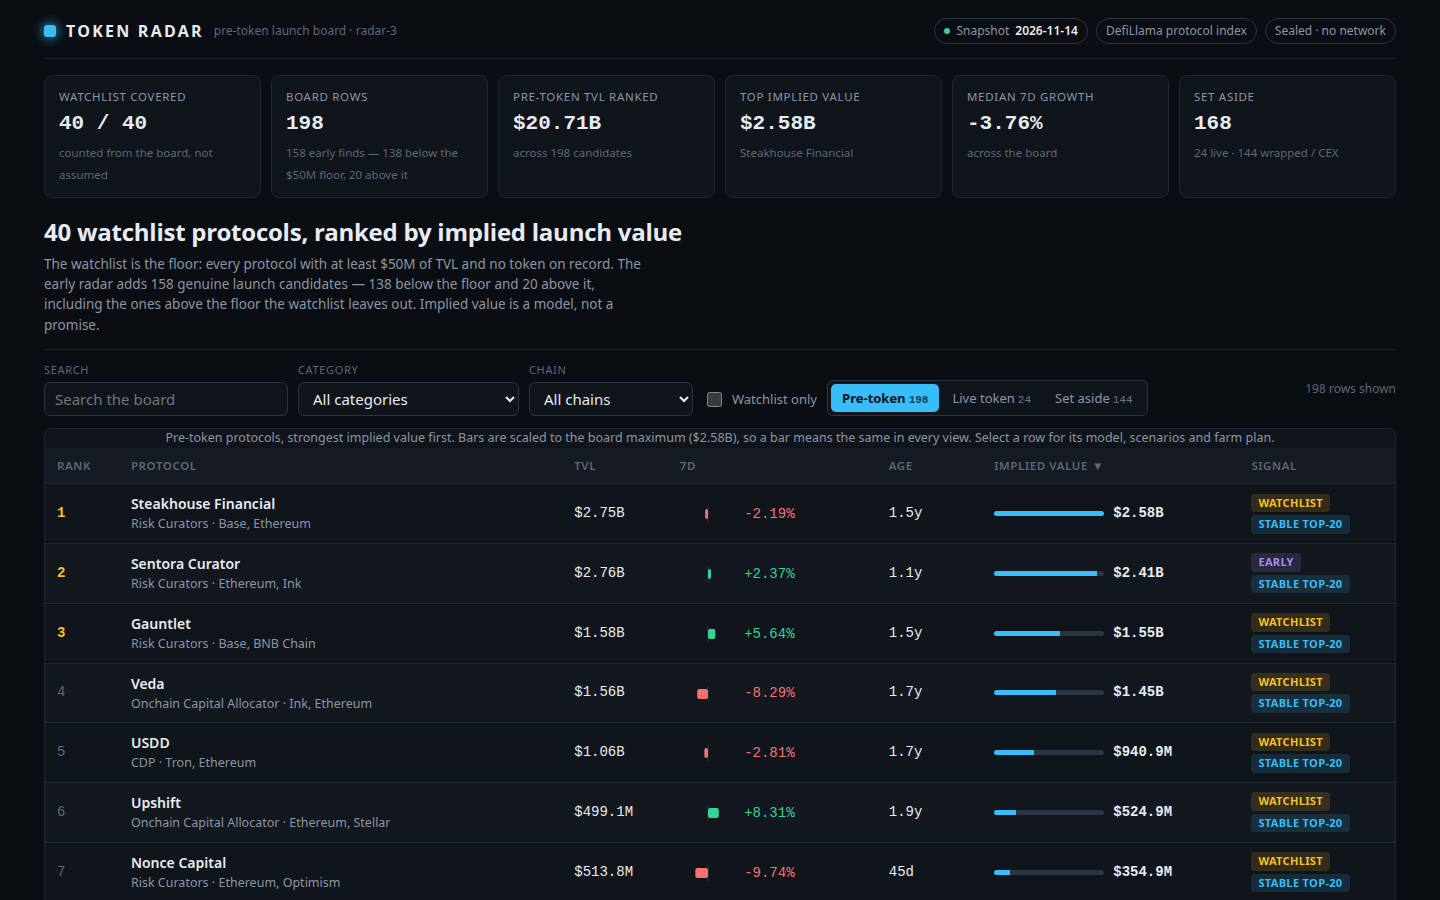 TOKEN RADAR pre-token launch board · radar-3
Snapshot 2026-11-14
DefiLlama protocol index
Sealed · no network
WATCHLIST COVERED
40 / 40
counted from the board, not
assumed
BOARD ROWS
198
158 early finds — 138 below the
$50M floor, 20 above it
PRE-TOKEN TVL RANKED
$20.71B
across 198 candidates
TOP IMPLIED VALUE
$2.58B
Steakhouse Financial
MEDIAN 7D GROWTH
-3.76%
across the board
SET ASIDE
168
24 live · 144 wrapped / CEX
40 watchlist protocols, ranked by implied launch value
The watchlist is the floor: every protocol with at least $50M of TVL and no token on record. The
early radar adds 158 genuine launch candidates — 138 below the floor and 20 above it,
including the ones above the floor the watchlist leaves out. Implied value is a model, not a
promise.
SEARCH
Search the board
CATEGORY
All categories
CHAIN
All chains
Watchlist only
Pre-token 198
Live token 24
Set aside 144
198 rows shown
Pre-token protocols, strongest implied value first. Bars are scaled to the board maximum ($2.58B), so a bar means the same in every view. Select a row for its model, scenarios and farm plan.
RANK PROTOCOL TVL 7D AGE IMPLIED VALUE ▼ SIGNAL
1 Steakhouse Financial $2.75B -2.19% 1.5y $2.58B WATCHLIST
Risk Curators · Base, Ethereum STABLE TOP-20
2 Sentora Curator $2.76B +2.37% 1.1y $2.41B EARLY
Risk Curators · Ethereum, Ink STABLE TOP-20
3 Gauntlet $1.58B +5.64% 1.5y $1.55B WATCHLIST
Risk Curators · Base, BNB Chain STABLE TOP-20
4 Veda $1.56B -8.29% 1.7y $1.45B WATCHLIST
Onchain Capital Allocator · Ink, Ethereum STABLE TOP-20
5 USDD $1.06B -2.81% 1.7y $940.9M WATCHLIST
CDP · Tron, Ethereum STABLE TOP-20
6 Upshift $499.1M +8.31% 1.9y $524.9M WATCHLIST
Onchain Capital Allocator · Ethereum, Stellar STABLE TOP-20
7 Nonce Capital $513.8M -9.74% 45d $354.9M WATCHLIST
Risk Curators · Ethereum, Optimism STABLE TOP-20